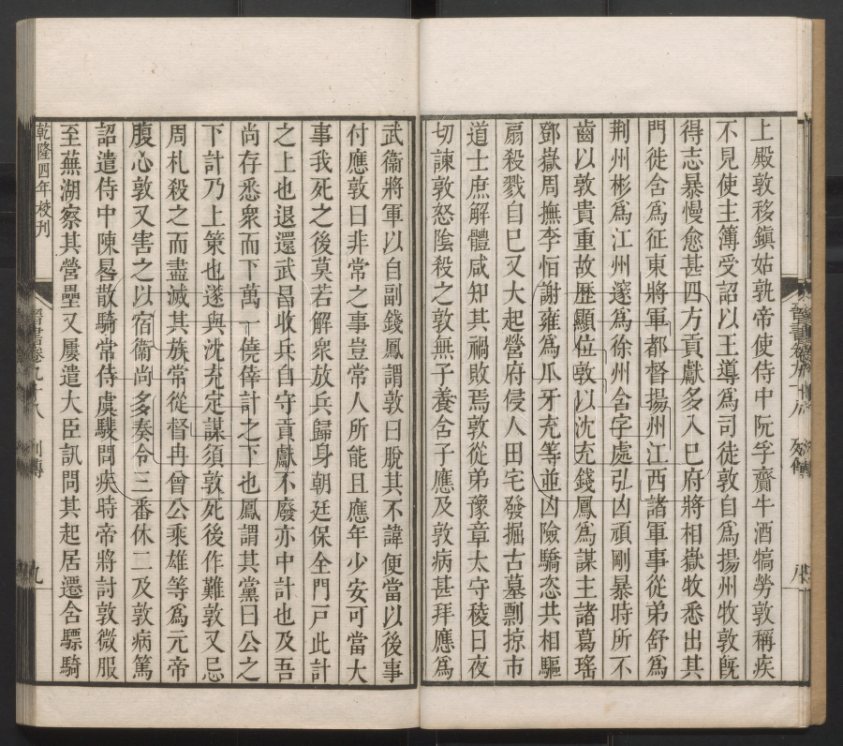 上殿敦移鎮姑孰帝使侍中阮孚齎牛酒犒勞敦稱疾
不見使主簿受詔以王導爲司徒敦自爲揚州牧敦旣
得志暴慢愈甚四方貢獻多入巳府將相嶽牧悉出其
門徙含爲征東將軍都督揚州江西諸軍事從弟舒爲
荆州彬爲江州邃爲徐州含字處弘凶頑剛暴時所不
齒以敦貴重故歷顯位敦以沈充錢鳳爲謀主諸葛瑤
鄧嶽周撫李恒謝雍爲爪牙充等並凶險驕恣共相驅
扇殺戮自巳又大起營府侵人田宅發掘古墓剽掠市
道士庶解體咸知其禍敗焉敦從弟豫章太守稜日夜
切諫敦怒陰殺之敦無子養含子應及敦病甚拜應爲
武衞將軍以自副錢鳳謂敦曰脫其不諱便當以後事
付應敦曰非常之事豈常人所能且應年少安可當大
事我死之後莫若解衆放兵歸身朝廷保全門戸此計
之上也退還武昌收兵自守貢獻不廢亦中計也及吾
尚存悉衆而下萬一僥倖計之下也鳳謂其黨曰公之
下計乃上策也遂與沈充定謀須敦死後作難敦又忌
周札殺之而盡滅其族常從督冉曾公乘雄等爲元帝
腹心敦又害之以宿衞尚多奏令三番休二及敦病篤
詔遣侍中陳晷散騎常侍虞䮗問疾時帝將討敦微服
至蕪湖察其營壘又屢遣大臣訊問其起居遷含驃騎
乾隆四年校刊
晉書卷九十八 列傳
九